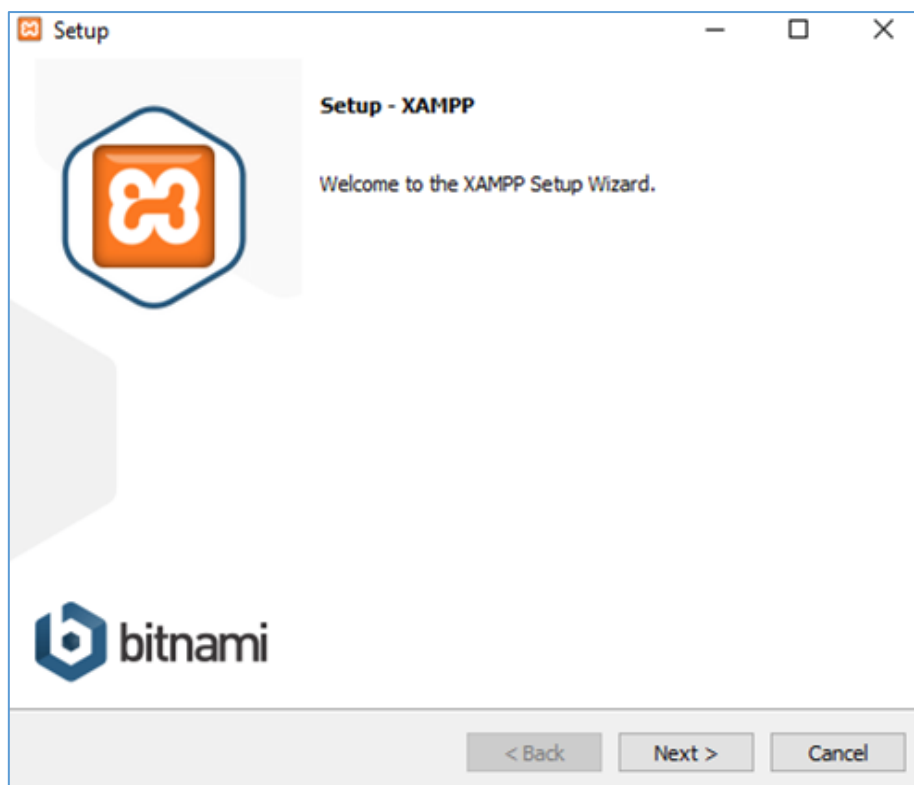 Setup
Setup - XAMPP
Welcome to the XAMPP Setup Wizard.
bitnami
< Back
Next >
Cancel